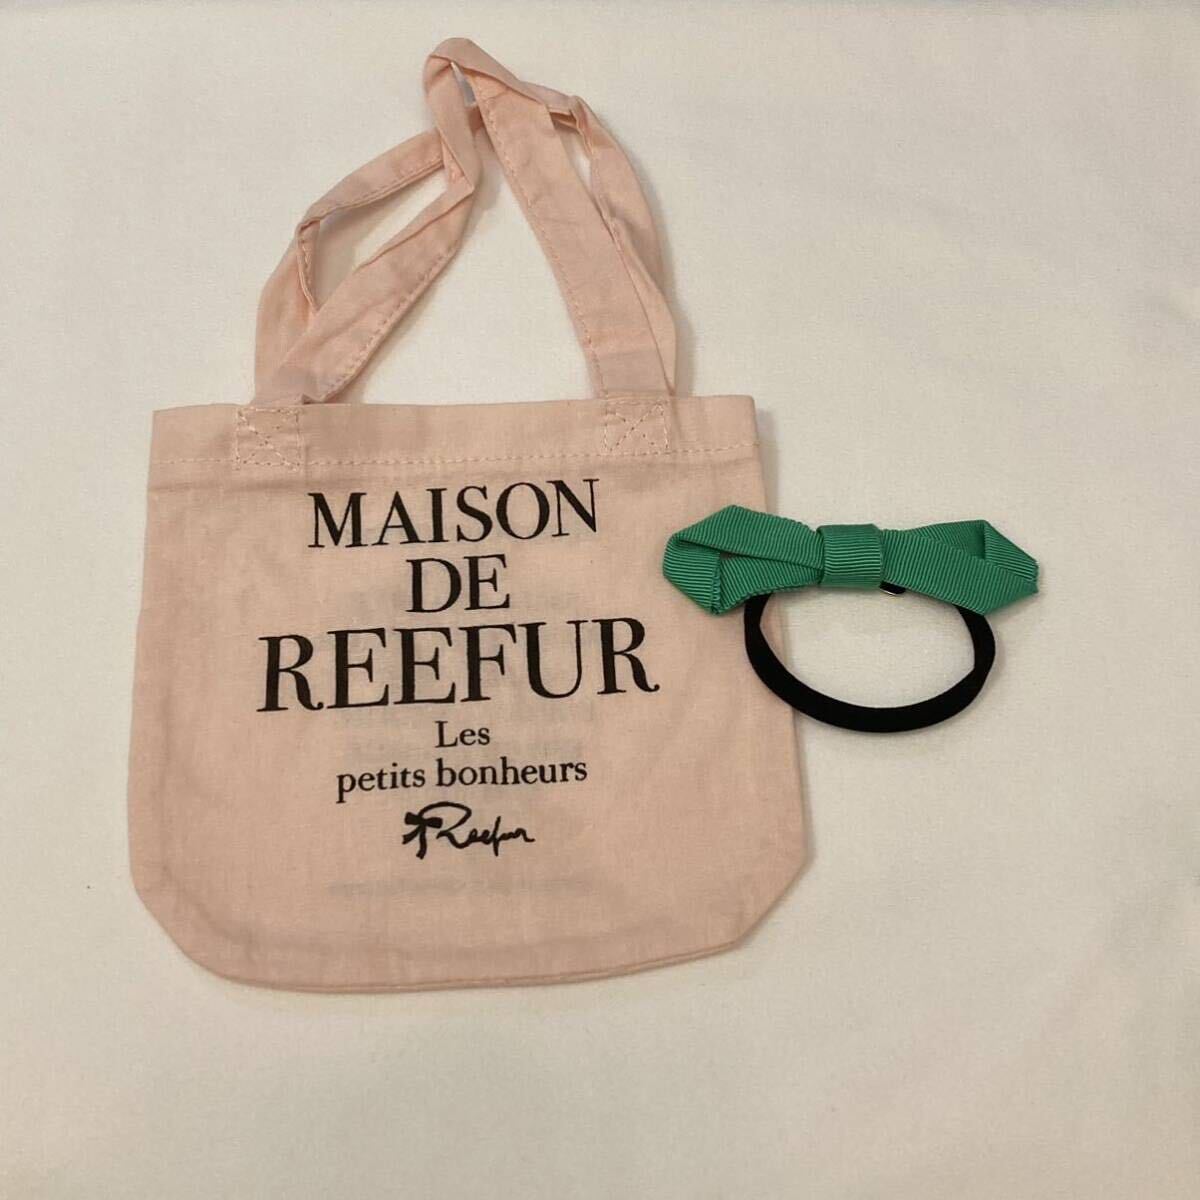 MAISON
DE
REEFUR
Les
petits bonheurs
Reefur